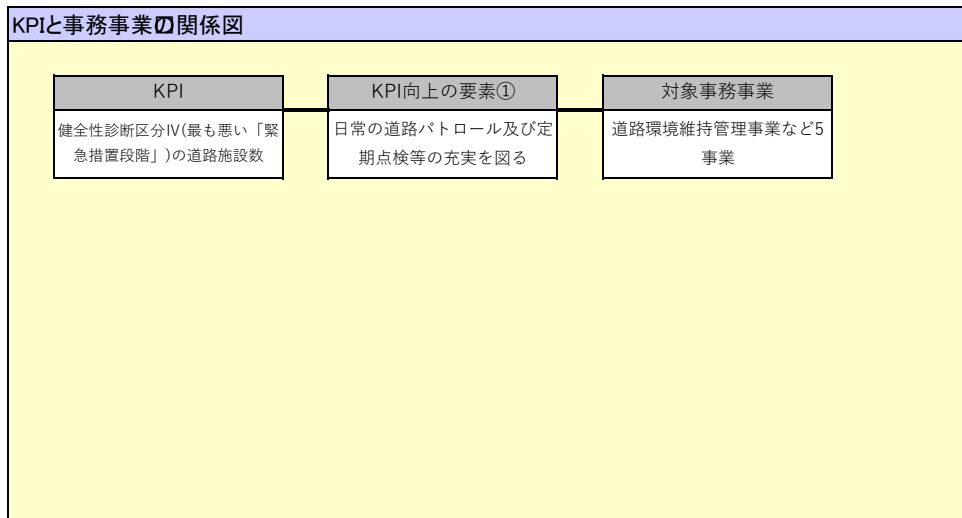 KPIと事務事業の関係図
KPI
KPI向上の要素①
対象事務事業
健全性診断区分Ⅳ(最も悪い「緊
急措置段階」)の道路施設数
日常の道路パトロール及び定
期点検等の充実を図る
道路環境維持管理事業など5
事業